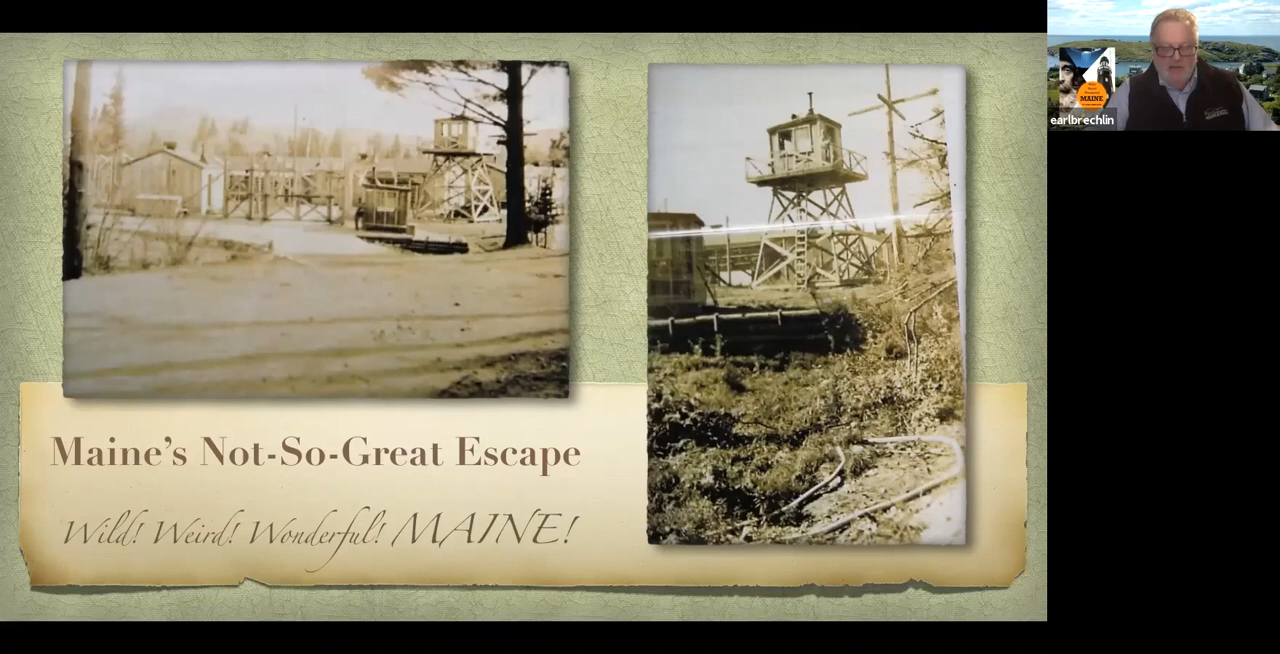 Maine’s Not-So-Great Escape
Wild! Weird! Wonderful! MAINE!
MAINE
earlbrechlin